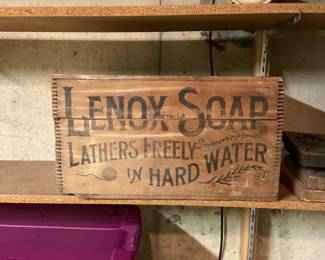 LENOX SOAP
LATHERS FREELY
IN HARD WATER